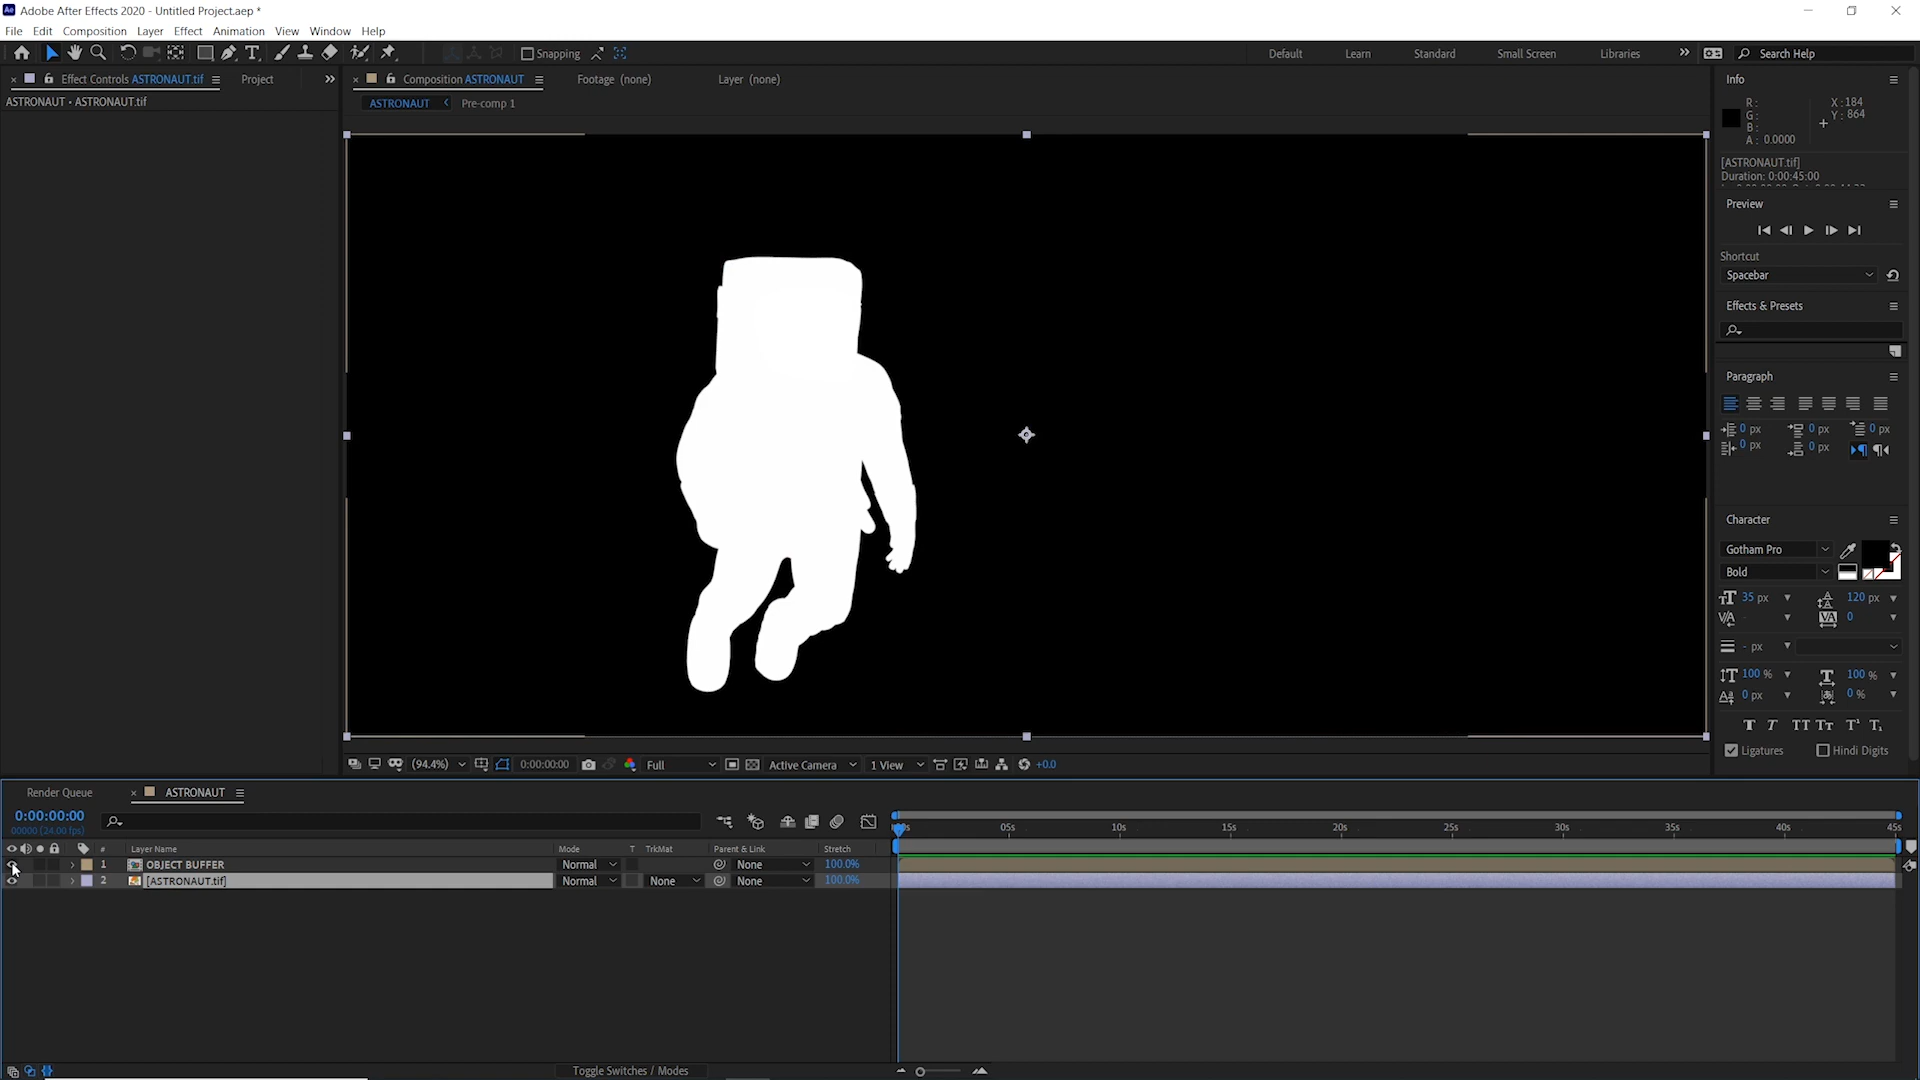 Adobe After Effects 2020 - Untitled Project.aep *
File Edit Composition Layer Effect Animation View Window Help
Snapping
Default Learn Standard Small Screen Libraries Search Help
Effect Controls ASTRONAUT.tif Project
Composition ASTRONAUT Footage (none) Layer (none)
ASTRONAUT • ASTRONAUT.tif
ASTRONAUT Pre-comp 1
Info
R:
G:
B:
A: 0.0000
X: 184
Y: 864
[ASTRONAUT.tif]
Duration: 0:00:45:00
Preview
Shortcut
Spacebar
Effects & Presets
Paragraph
0 px 0 px 0 px
0 px 0 px
Character
Gotham Pro
Bold
35 px 120 px
- 0
- px
100 % 100 %
0 px 0 %
T T TT Tt T¹ T₁
Ligatures Hindi Digits
(94.4%) 0:00:00:00 Full Active Camera 1 View +0.0
Render Queue ASTRONAUT
0:00:00:00
00000 (24.00 fps)
05s 10s 15s 20s 25s 30s 35s 40s 45s
# Layer Name Mode T TrkMat Parent & Link Stretch
1 OBJECT BUFFER Normal None 100.0%
2 [ASTRONAUT.tif] Normal None None 100.0%
Toggle Switches / Modes